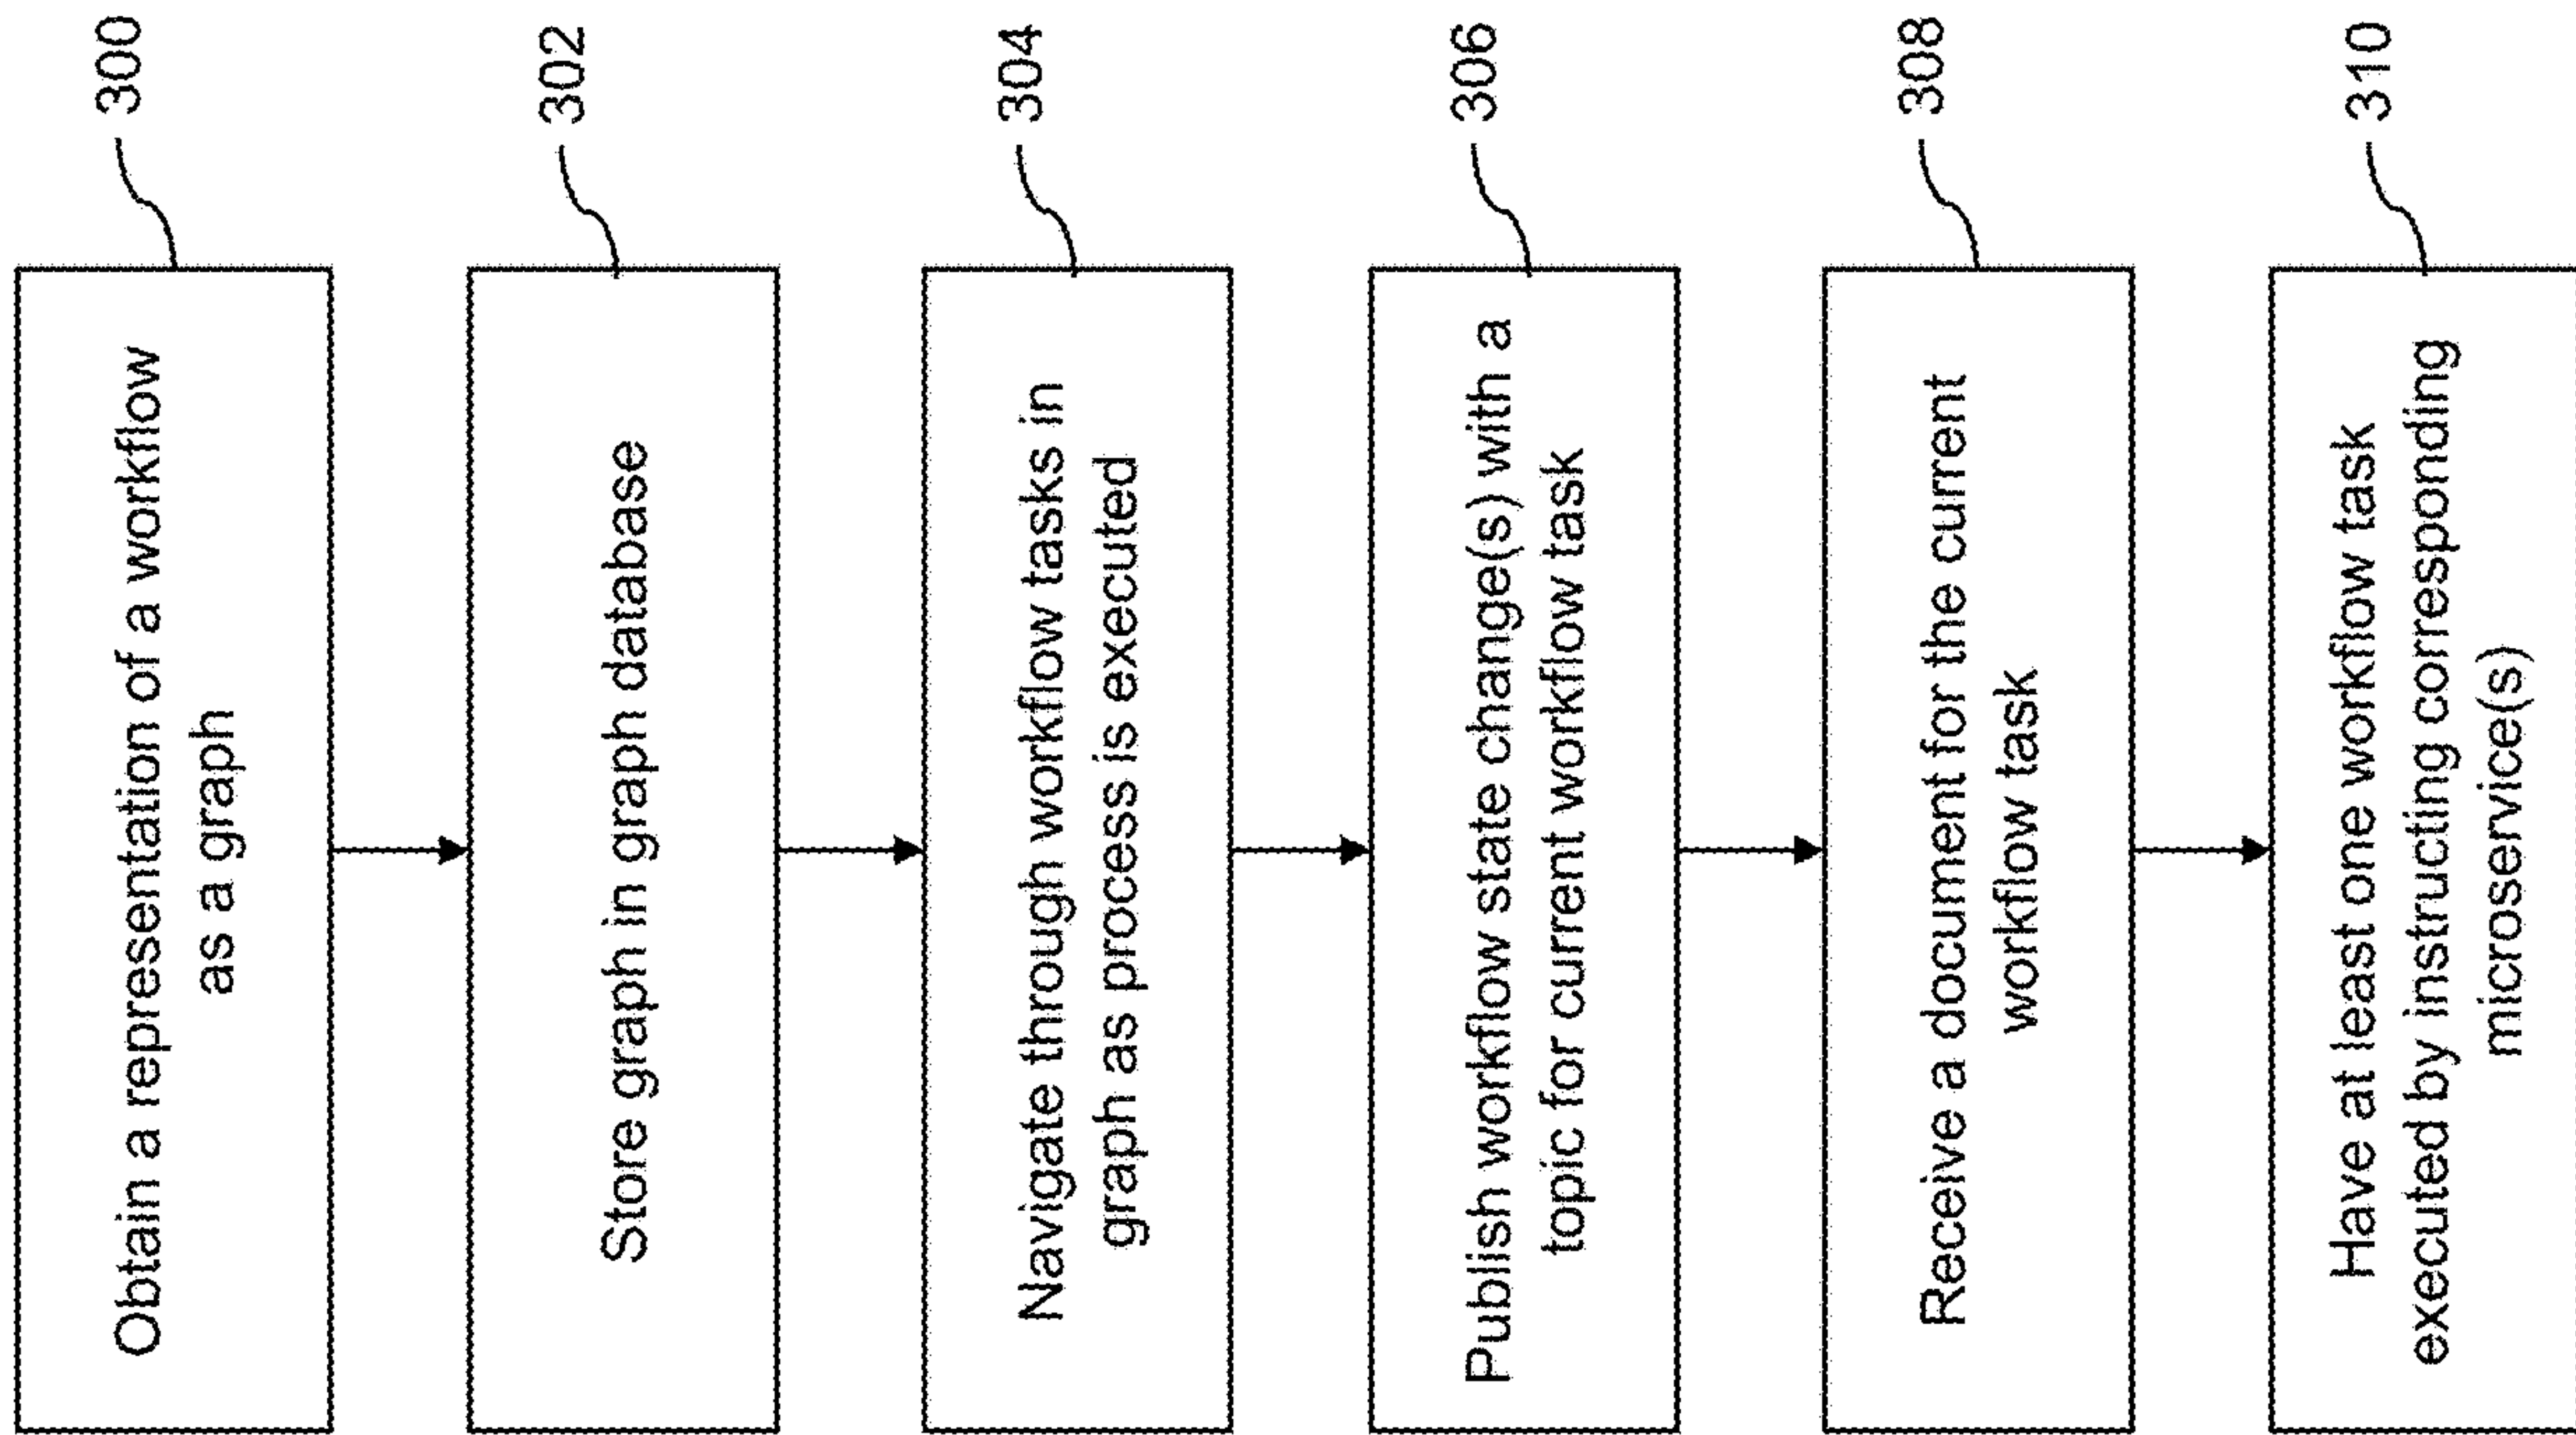 300
Obtain a representation of a workflow
as a graph
302
Store graph in graph database
304
Navigate through workflow tasks in
graph as process is executed
306
Publish workflow state change(s) with a
topic for current workflow task
308
Receive a document for the current
workflow task
310
Have at least one workflow task
executed by instructing corresponding
microservice(s)